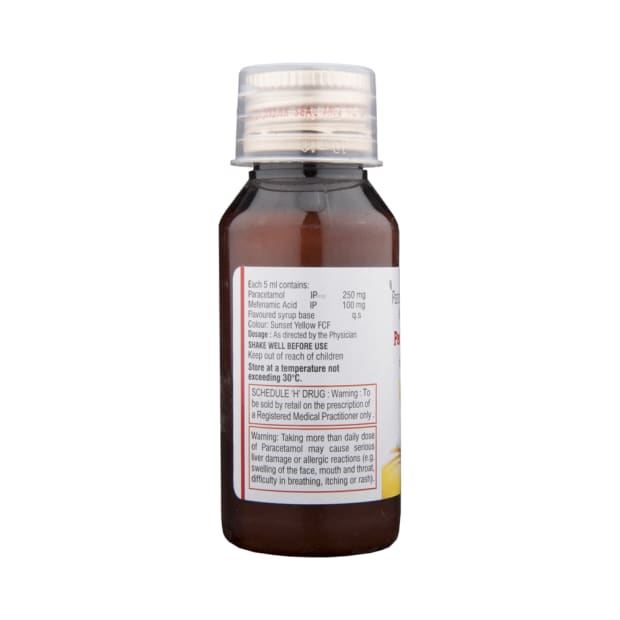 Each 5 ml contains:
Paracetamol IP 250 mg
Mefenamic Acid IP 100 mg
Flavoured syrup base q.s
Colour: Sunset Yellow FCF
Dosage : As directed by the Physician
SHAKE WELL BEFORE USE
Keep out of reach of children
Store at a temperature not
exceeding 30°C.
SCHEDULE 'H' DRUG : Warning : To
be sold by retail on the prescription of
a Registered Medical Practitioner only .
Warning: Taking more than daily dose
of Paracetamol may cause serious
liver damage or allergic reactions (e.g.
swelling of the face, mouth and throat,
difficulty in breathing, itching or rash).